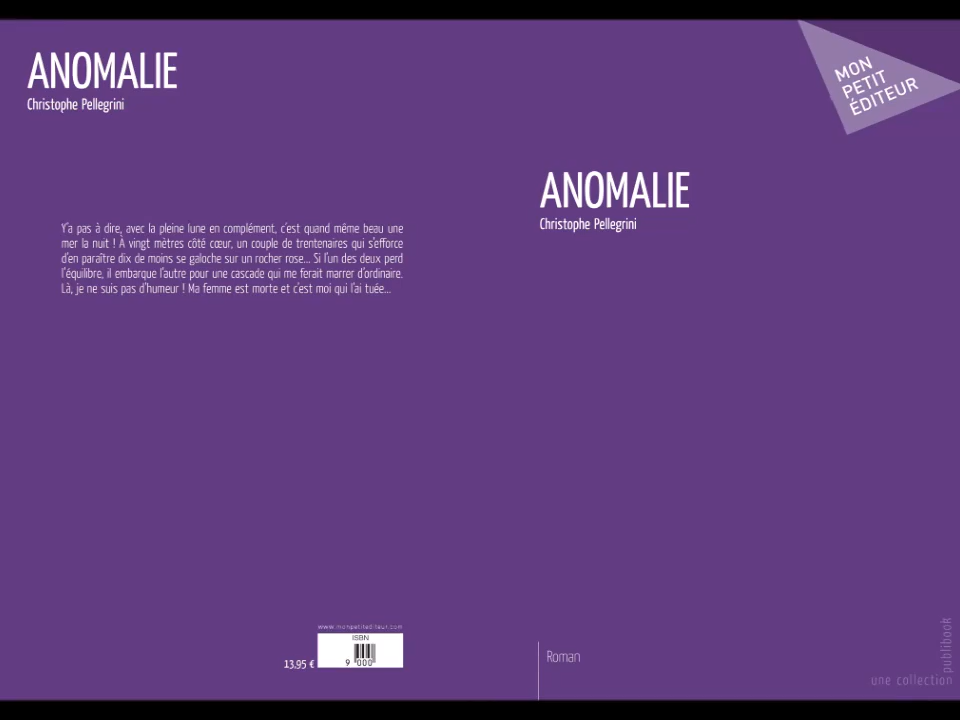 ANOMALIE
Christophe Pellegrini
Y'a pas à dire, avec la pleine lune en complément, c'est quand même beau une
mer la nuit ! À vingt mètres côté cœur, un couple de trentenaires qui s'efforce
d'en paraître dix de moins se galoche sur un rocher rose... Si l'un des deux perd
l'équilibre, il embarque l'autre pour une cascade qui me ferait marrer d'ordinaire.
Là, je ne suis pas d'humeur ! Ma femme est morte et c'est moi qui l'ai tuée...
www.monpetitediteur.com
ISBN
9 000
13,95 €
MON
PETIT
ÉDITEUR
ANOMALIE
Christophe Pellegrini
Roman
une collection
publibook